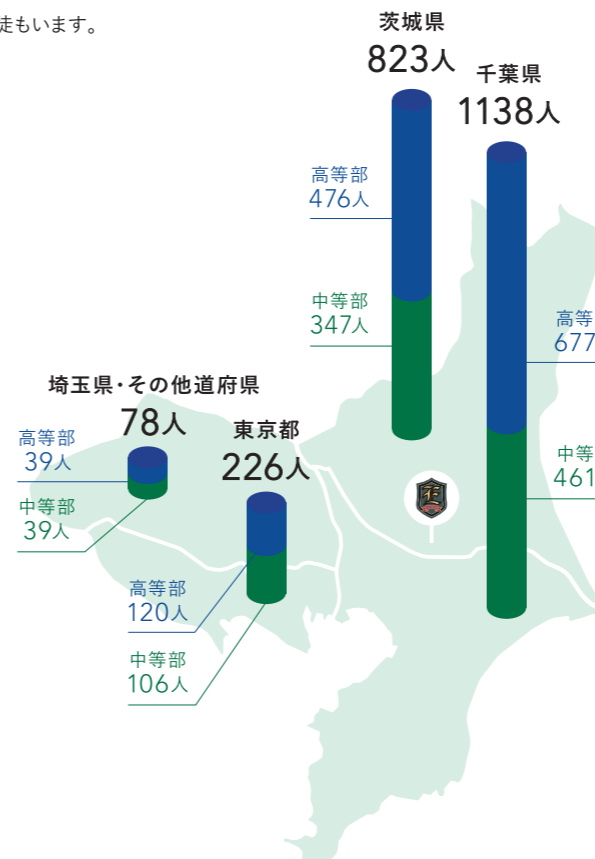 徒もいます。
茨城県
823人
千葉県
1138人
高等部
476人
中等部
347人
高等
677
中等
461
埼玉県・その他道府県
78人
高等部
39人
中等部
39人
東京都
226人
高等部
120人
中等部
106人